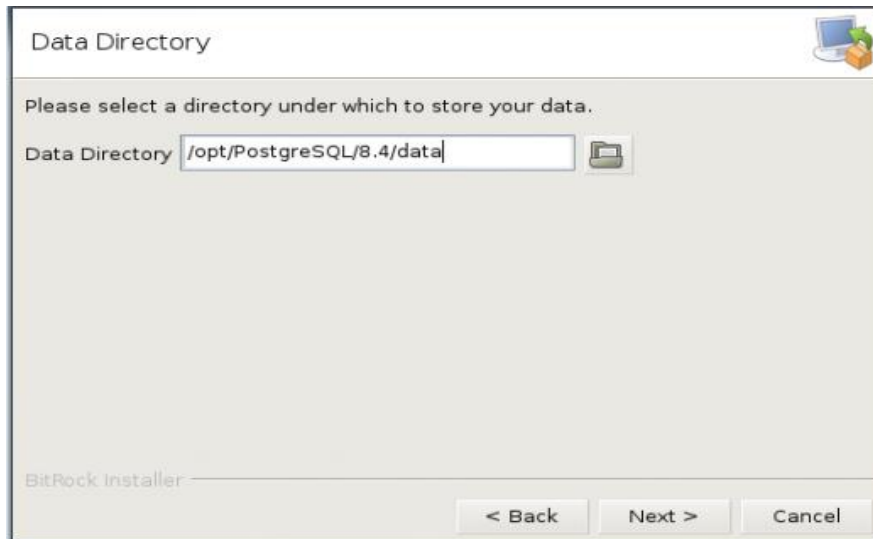 Data Directory
Please select a directory under which to store your data.
Data Directory /opt/PostgreSQL/8.4/data
BitRock Installer
< Back Next > Cancel